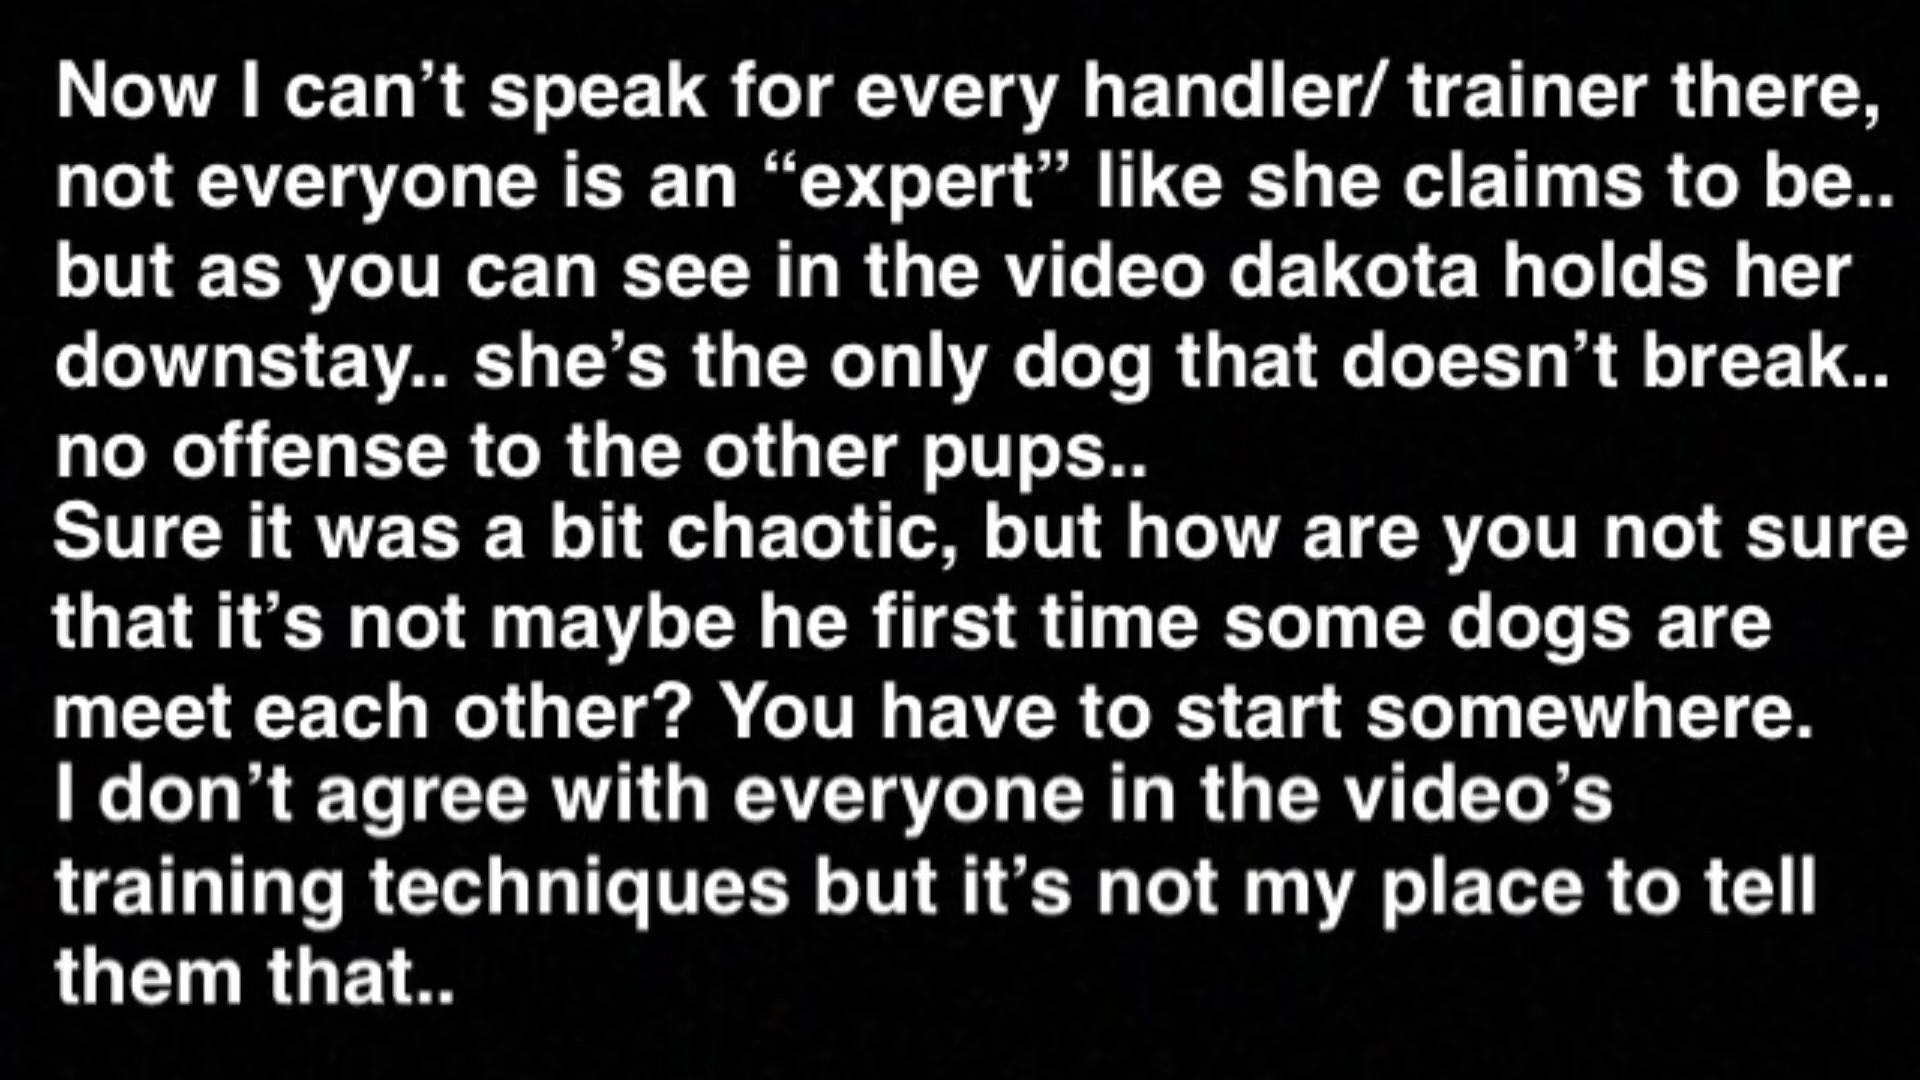 Now I can’t speak for every handler/ trainer there,
not everyone is an “expert” like she claims to be..
but as you can see in the video dakota holds her
downstay.. she’s the only dog that doesn’t break..
no offense to the other pups..
Sure it was a bit chaotic, but how are you not sure
that it’s not maybe he first time some dogs are
meet each other? You have to start somewhere.
I don’t agree with everyone in the video’s
training techniques but it’s not my place to tell
them that..